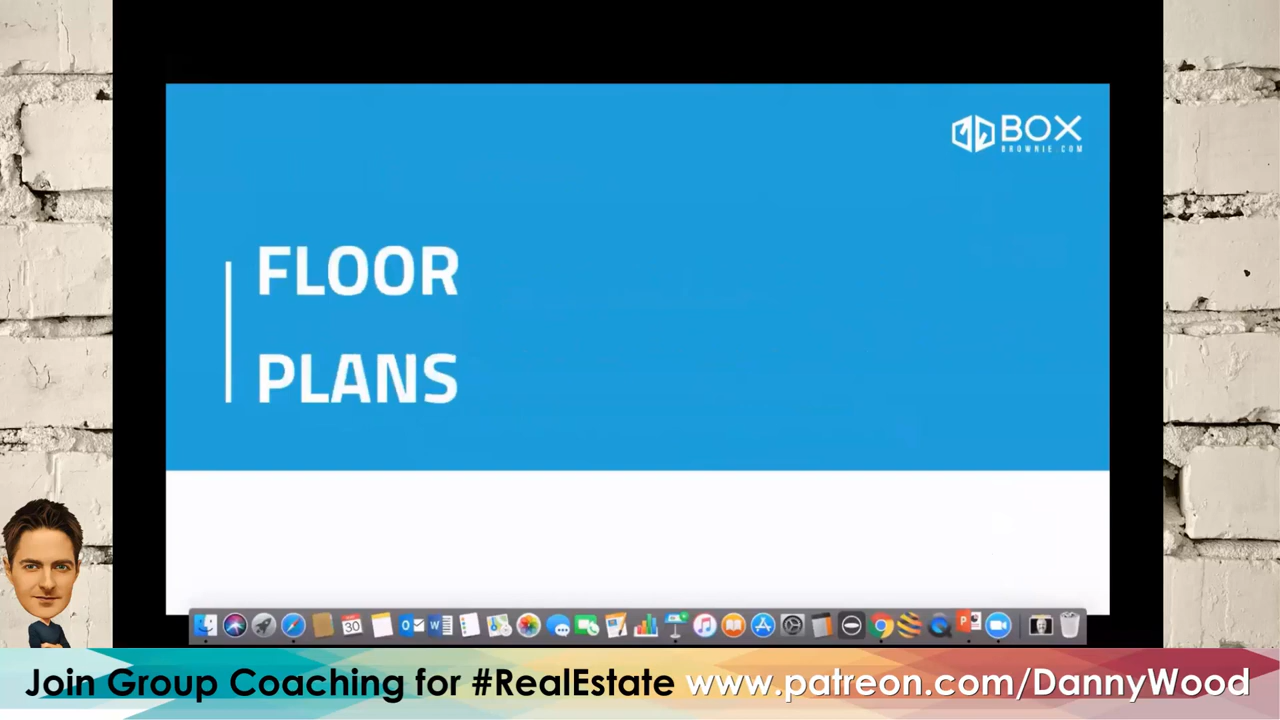 BOX
BROWNIE.COM
FLOOR
PLANS
30
Join Group Coaching for #RealEstate www.patreon.com/DannyWood